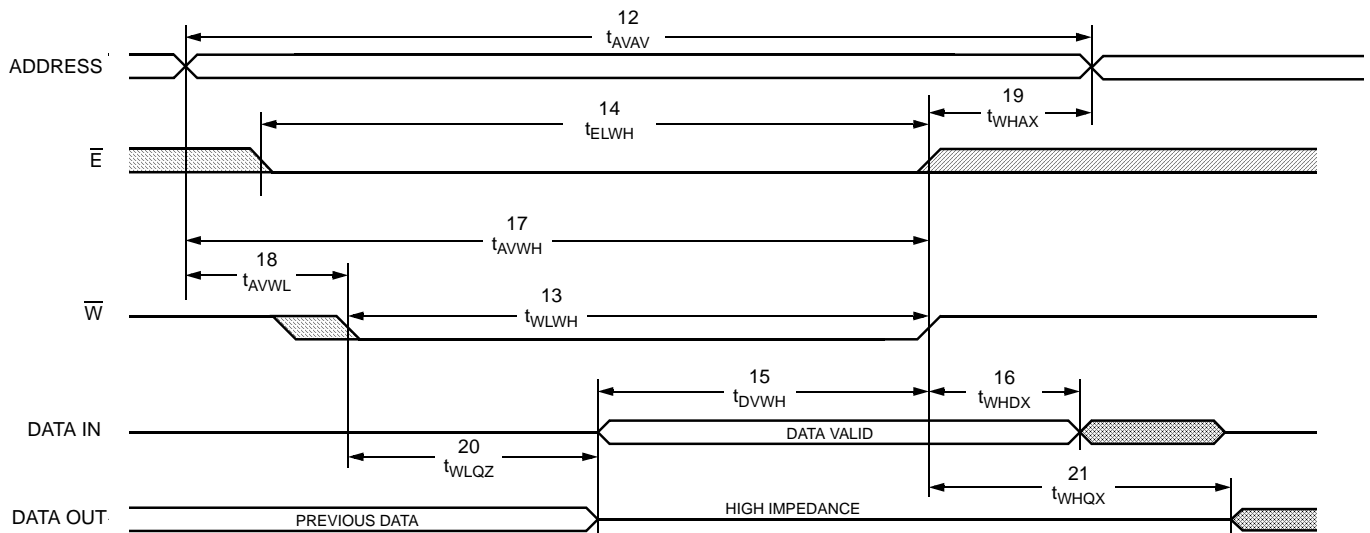 12
tAVAV
ADDRESS
19
tWHAX
14
tELWH
E
17
tAVWH
18
tAVWL
13
tWLWH
W
15
tDVWH
16
tWHDX
DATA IN
DATA VALID
20
tWLQZ
21
tWHQX
DATA OUT
PREVIOUS DATA
HIGH IMPEDANCE